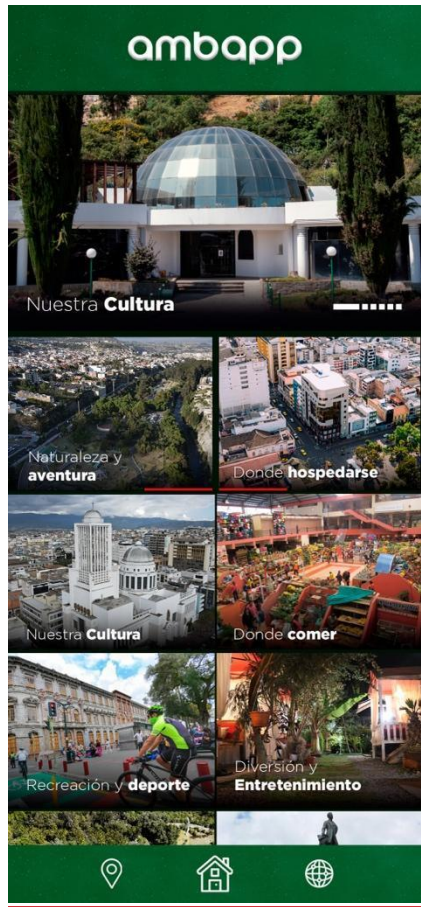 ambapp
Nuestra Cultura
Naturaleza y
aventura
Donde hospedarse
Nuestra Cultura
Donde comer
Recreación y deporte
Diversión y
Entretenimiento